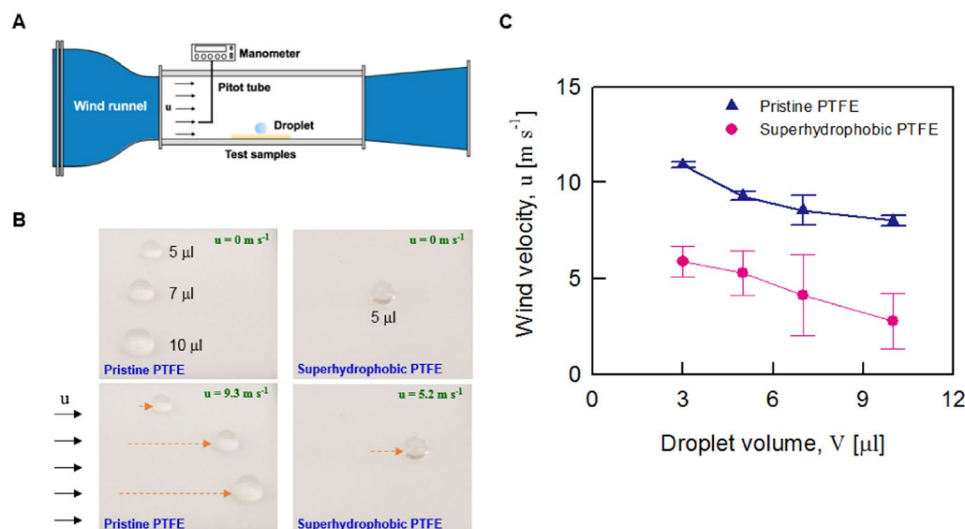 A
Manometer
Pitot tube
Wind runnel
u
Droplet
Test samples
B
u = 0 m s⁻¹
5 µl
7 µl
10 µl
Pristine PTFE
u = 0 m s⁻¹
5 µl
Superhydrophobic PTFE
u
u = 9.3 m s⁻¹
Pristine PTFE
u = 5.2 m s⁻¹
Superhydrophobic PTFE
C
Wind velocity, u [m s⁻¹]
15
10
5
0
Pristine PTFE
Superhydrophobic PTFE
0 3 6 9 12
Droplet volume, V [µl]